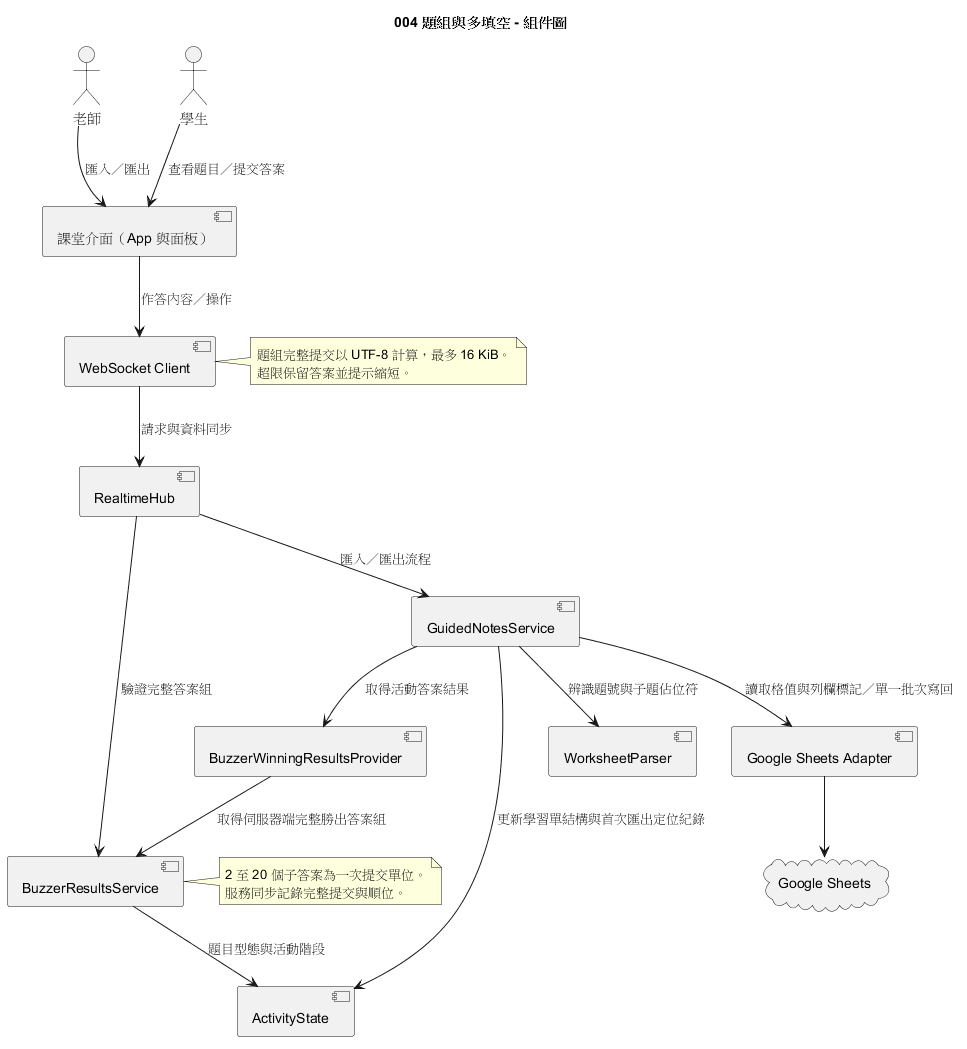 004 題組與多填空 - 組件圖
老師
學生
匯入／匯出
查看題目／提交答案
課堂介面（App 與面板）
作答內容／操作
WebSocket Client
題組完整提交以 UTF-8 計算，最多 16 KiB。
超限保留答案並提示縮短。
請求與資料同步
RealtimeHub
匯入／匯出流程
GuidedNotesService
驗證完整答案組
取得活動答案結果
辨識題號與子題佔位符
讀取格值與列欄標記／單一批次寫回
BuzzerWinningResultsProvider
WorksheetParser
Google Sheets Adapter
取得伺服器端完整勝出答案組
更新學習單結構與首次匯出定位紀錄
BuzzerResultsService
2 至 20 個子答案為一次提交單位。
服務同步記錄完整提交與順位。
Google Sheets
題目型態與活動階段
ActivityState